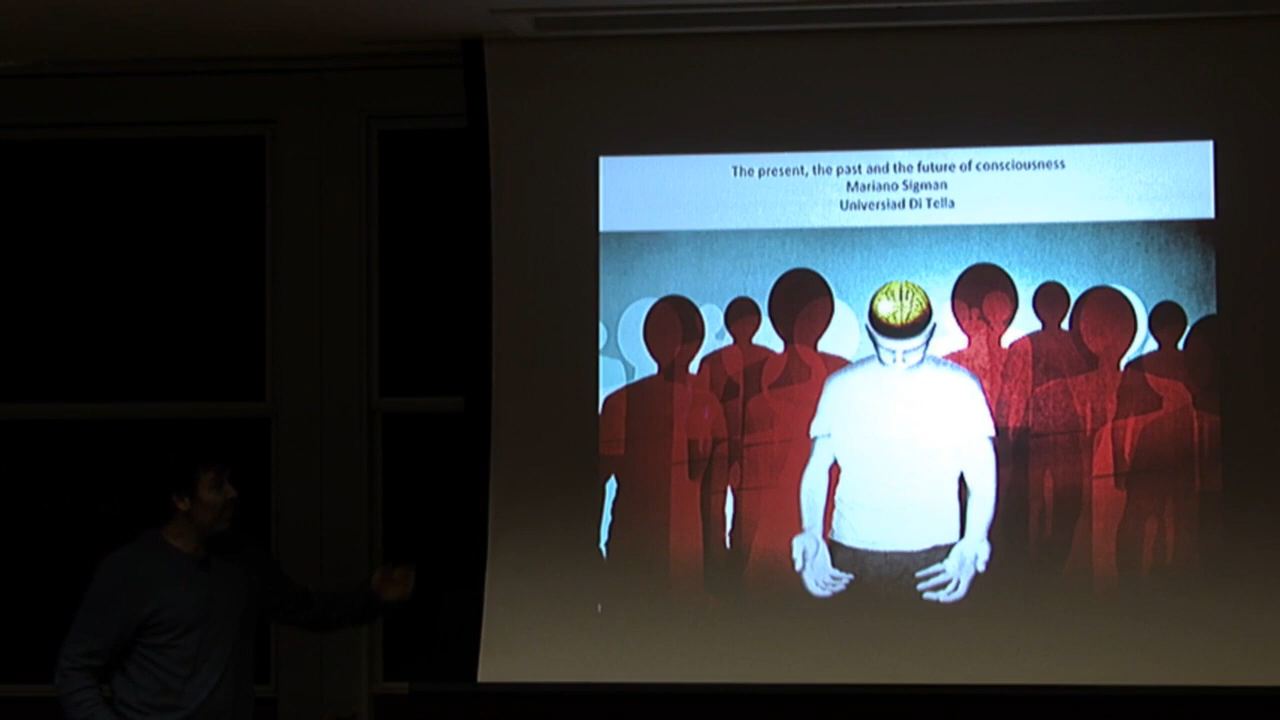 The present, the past and the future of consciousness
Mariano Sigman
Universiad Di Tella